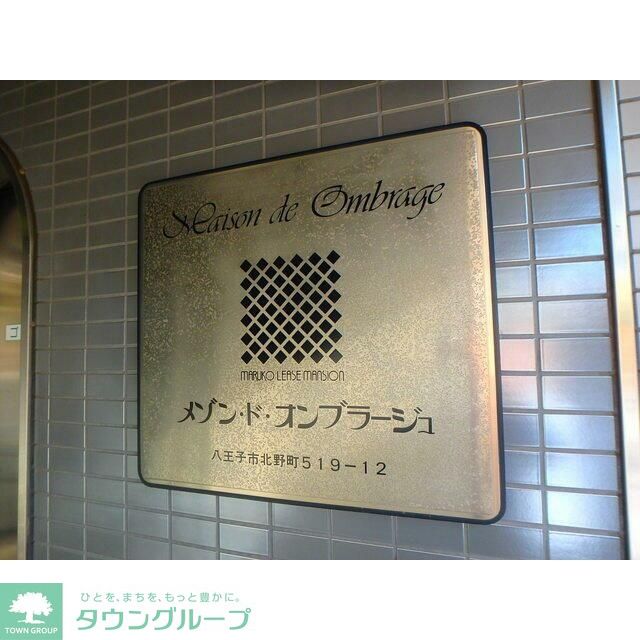 Maison de Ombrage
MARUKO LEASE MANSION
メゾン・ド・オンブラージュ
八王子市北野町519-12
ゴ
ひとを、まちを、もっと豊かに。
タウングループ
TOWN GROUP